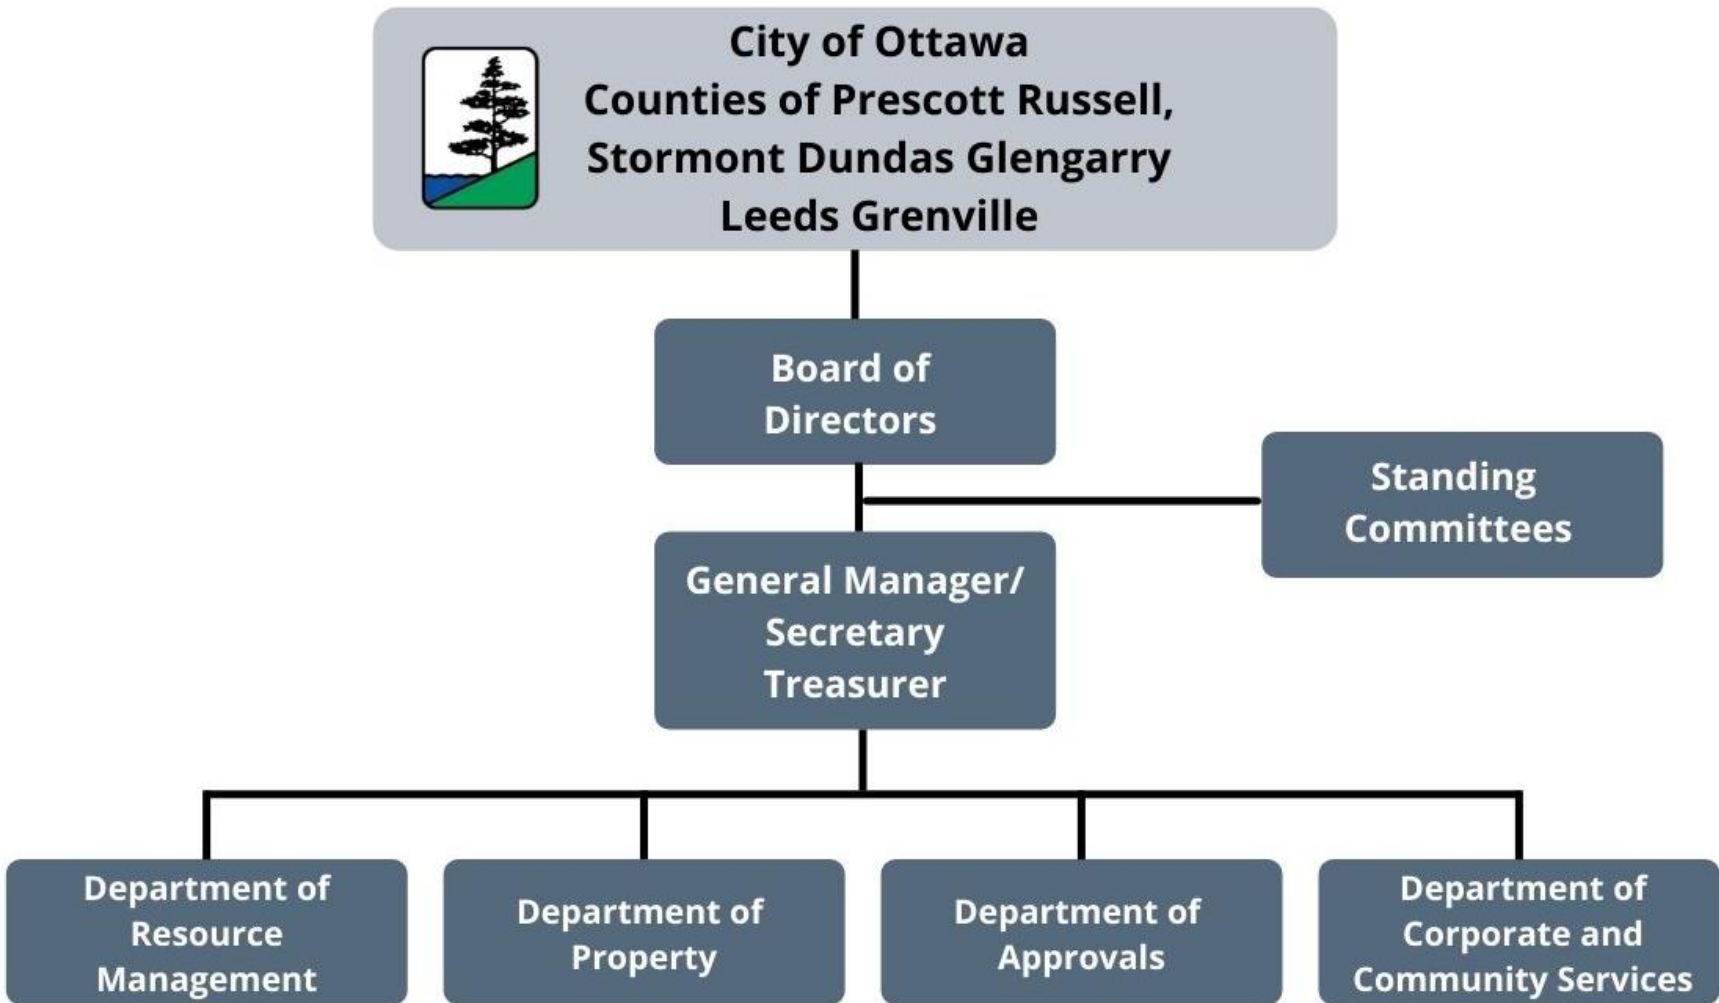 City of Ottawa
Counties of Prescott Russell,
Stormont Dundas Glengarry
Leeds Grenville
Board of
Directors
Standing
Committees
General Manager/
Secretary
Treasurer
Department of
Resource
Management
Department of
Property
Department of
Approvals
Department of
Corporate and
Community Services